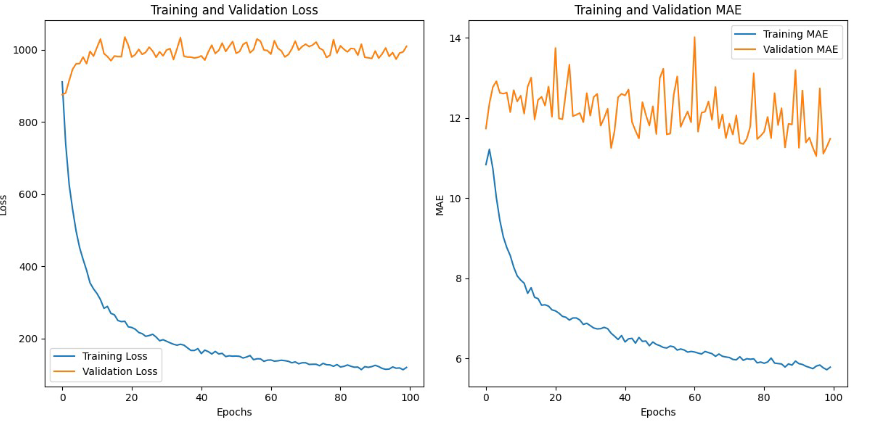 Training and Validation Loss
1000
800
600
400
200
Loss
Training Loss
Validation Loss
0
20
40
60
80
100
Epochs
Training and Validation MAE
14
12
10
8
6
MAE
Training MAE
Validation MAE
0
20
40
60
80
100
Epochs